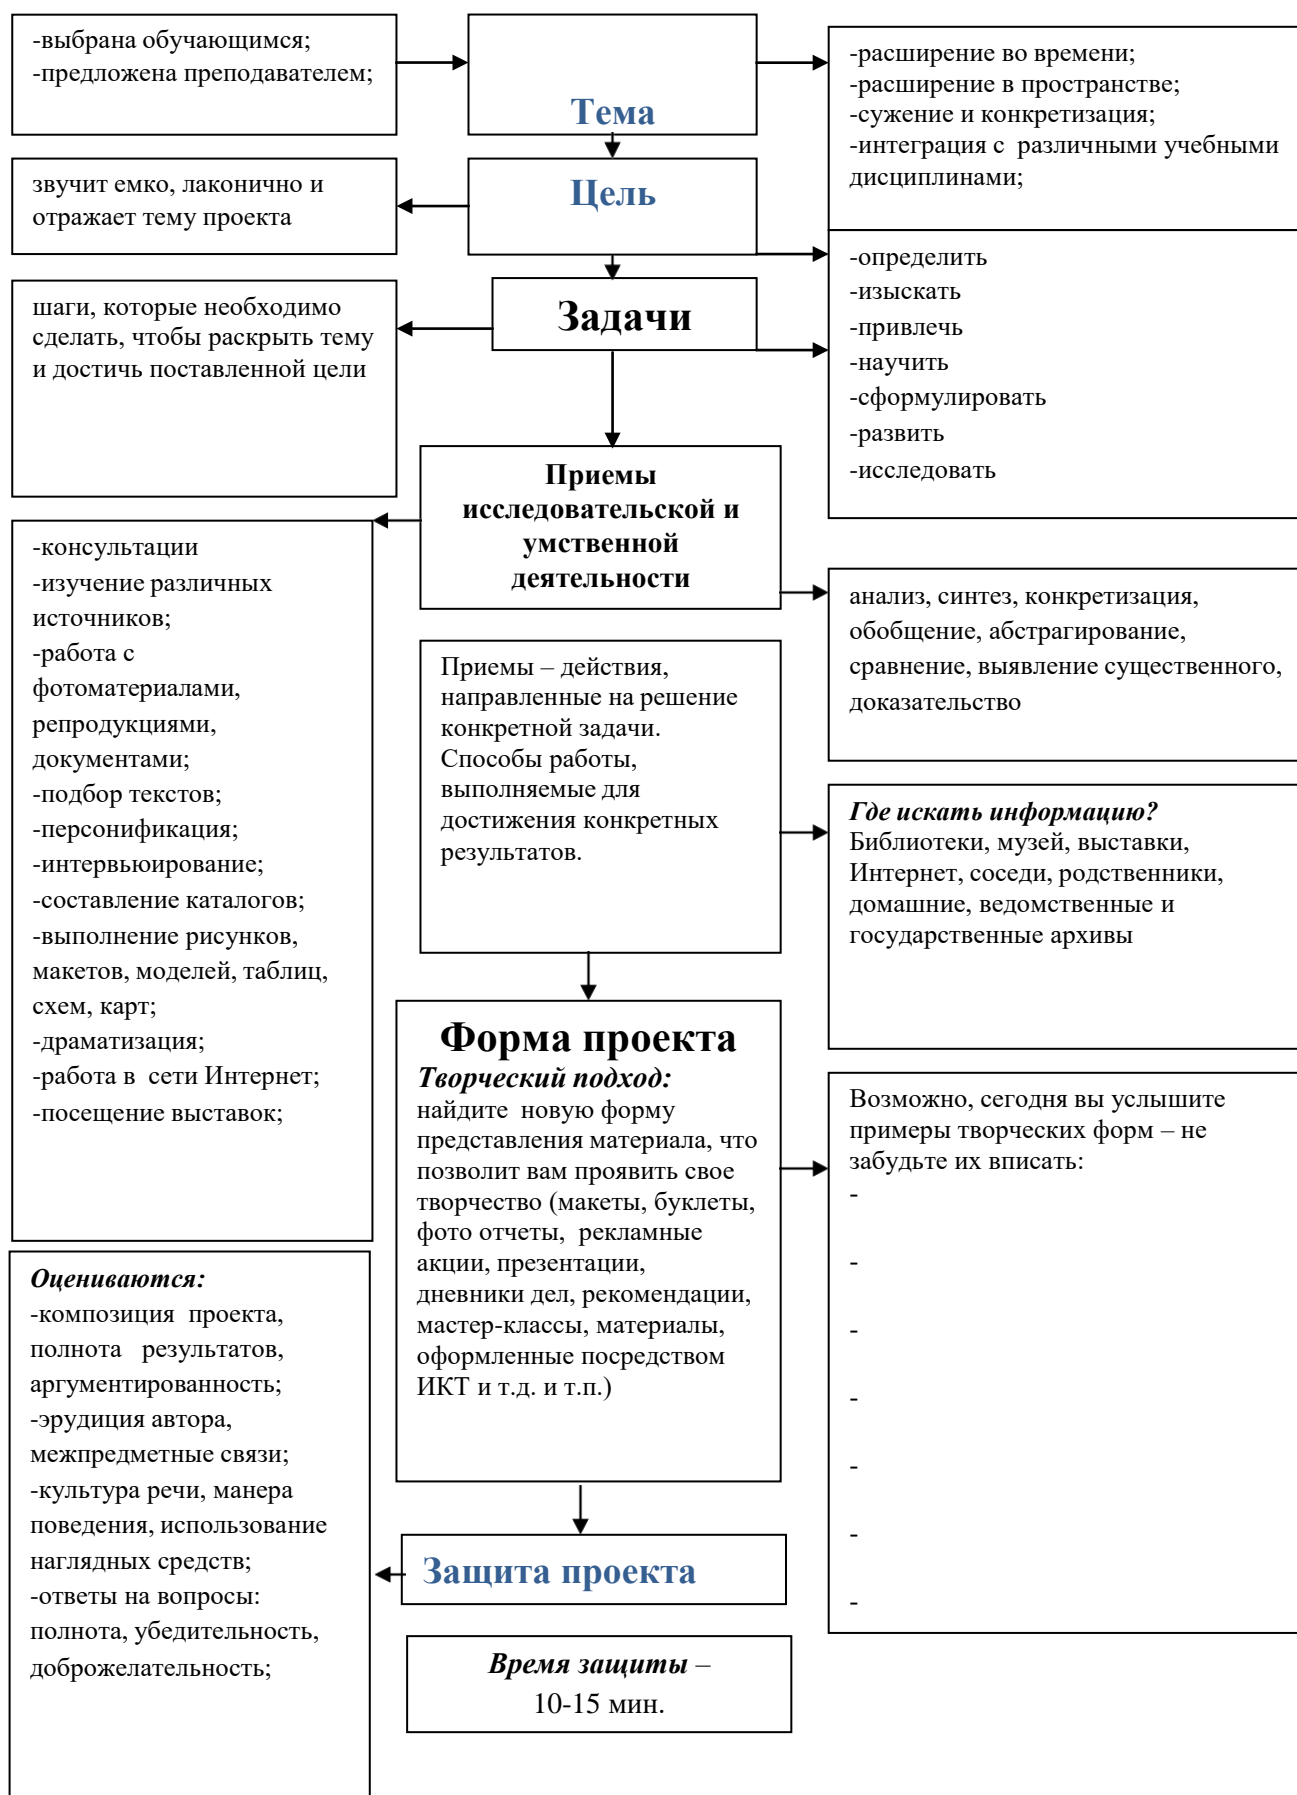 -выбрана обучающимся;
-предложена преподавателем;
Тема
-расширение во времени;
-расширение в пространстве;
-сужение и конкретизация;
-интеграция с  различными учебными
дисциплинами;
звучит емко, лаконично и
отражает тему проекта
Цель
-определить
-изыскать
-привлечь
-научить
-сформулировать
-развить
-исследовать
шаги, которые необходимо
сделать, чтобы раскрыть тему
и достичь поставленной цели
Задачи
Приемы
исследовательской и
умственной
деятельности
-консультации
-изучение различных
источников;
-работа с
фотоматериалами,
репродукциями,
документами;
-подбор текстов;
-персонификация;
-интервьюирование;
-составление каталогов;
-выполнение рисунков,
макетов, моделей, таблиц,
схем, карт;
-драматизация;
-работа в  сети Интернет;
-посещение выставок;
анализ, синтез, конкретизация,
обобщение, абстрагирование,
сравнение, выявление существенного,
доказательство
Приемы – действия,
направленные на решение
конкретной задачи.
Способы работы,
выполняемые для
достижения конкретных
результатов.
Где искать информацию?
Библиотеки, музей, выставки,
Интернет, соседи, родственники,
домашние, ведомственные и
государственные архивы
Форма проекта
Творческий подход:
найдите  новую форму
представления материала, что
позволит вам проявить свое
творчество (макеты, буклеты,
фото отчеты,  рекламные
акции, презентации,
дневники дел, рекомендации,
мастер-классы, материалы,
оформленные посредством
ИКТ и т.д. и т.п.)
Возможно, сегодня вы услышите
примеры творческих форм – не
забудьте их вписать:
-
-
-
-
-
-
-
Оцениваются:
-композиция  проекта,
полнота   результатов,
аргументированность;
-эрудиция автора,
межпредметные связи;
-культура речи, манера
поведения, использование
наглядных средств;
-ответы на вопросы:
полнота, убедительность,
доброжелательность;
Защита проекта
Время защиты –
10-15 мин.